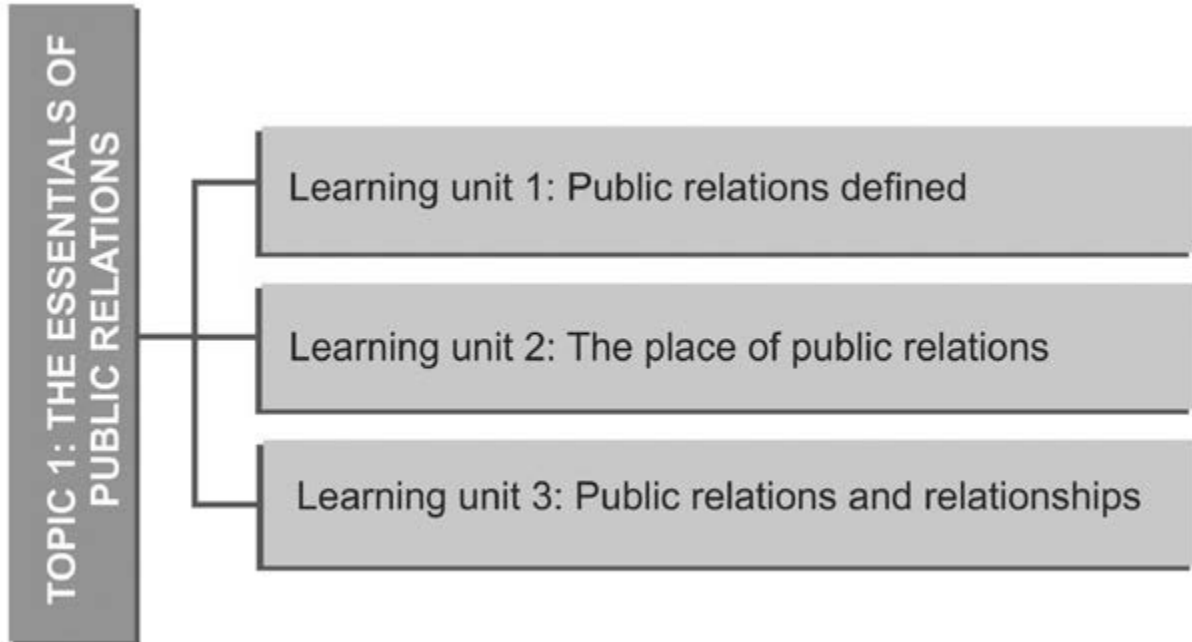 TOPIC 1: THE ESSENTIALS OF
PUBLIC RELATIONS
Learning unit 1: Public relations defined
Learning unit 2: The place of public relations
Learning unit 3: Public relations and relationships